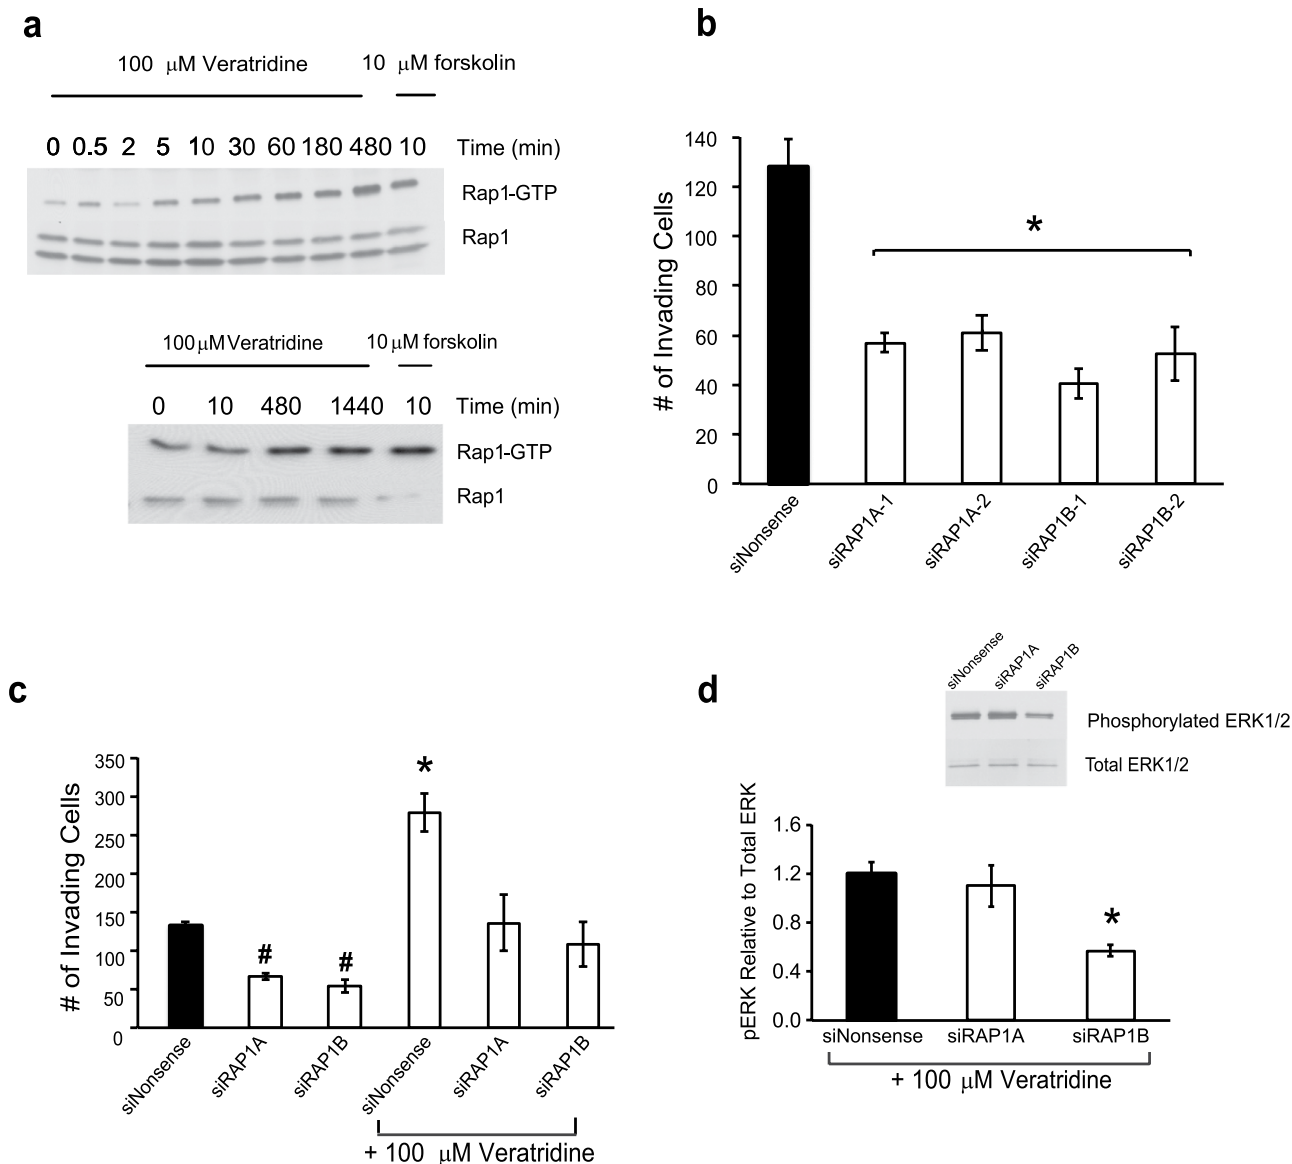 a
100 μM Veratridine 10 μM forskolin
0 0.5 2 5 10 30 60 180 480 10 Time (min)
Rap1-GTP
Rap1
100 μM Veratridine 10 μM forskolin
0 10 480 1440 10 Time (min)
Rap1-GTP
Rap1
b
# of Invading Cells
140
120
100
80
60
40
20
0
*
siNonsense
siRAP1A-1
siRAP1A-2
siRAP1B-1
siRAP1B-2
c
# of Invading Cells
350
300
250
200
150
100
50
0
# # *
siNonsense
siRAP1A
siRAP1B
siNonsense
siRAP1A
siRAP1B
+ 100 μM Veratridine
d
siNonsense
siRAP1A
siRAP1B
Phosphorylated ERK1/2
Total ERK1/2
pERK Relative to Total ERK
1.6
1.2
0.8
0.4
0.0
*
siNonsense siRAP1A siRAP1B
+ 100 μM Veratridine